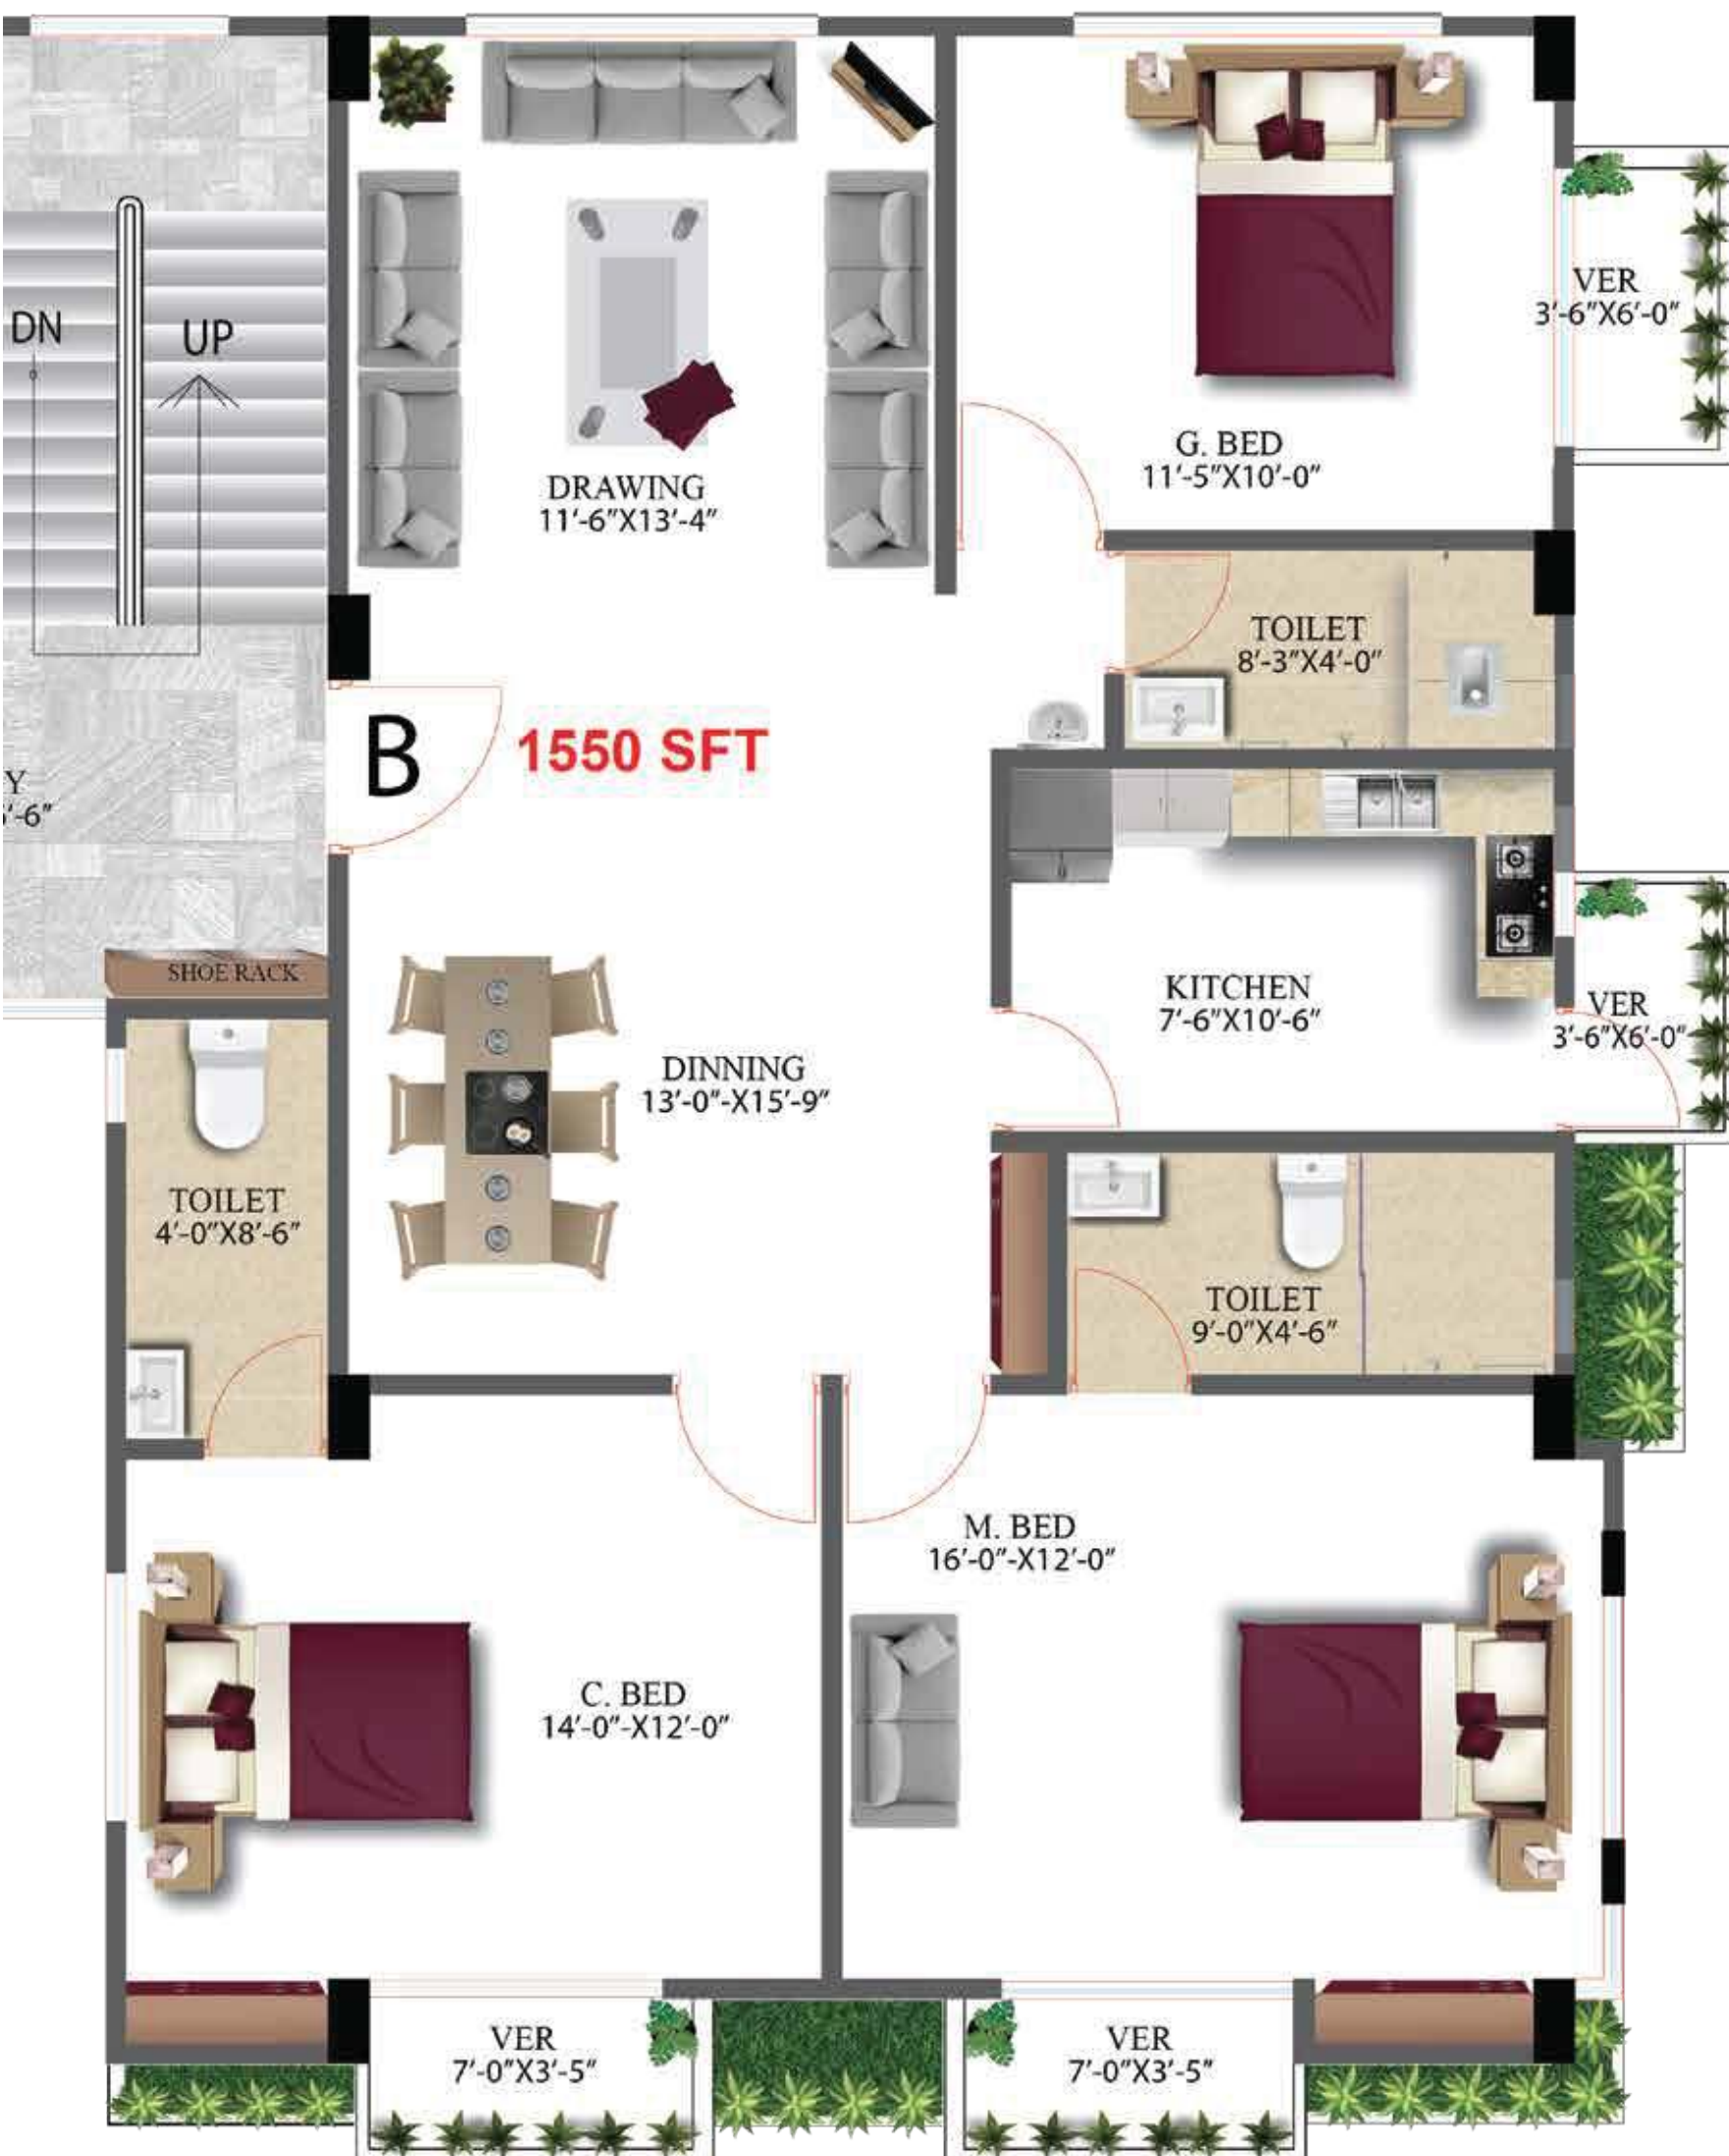 DN
UP
DRAWING
11'-6"X13'-4"
G. BED
11'-5"X10'-0"
VER
3'-6"X6'-0"
TOILET
8'-3"X4'-0"
B
1550 SFT
SHOE RACK
KITCHEN
7'-6"X10'-6"
VER
3'-6"X6'-0"
DINNING
13'-0"-X15'-9"
TOILET
4'-0"X8'-6"
TOILET
9'-0"X4'-6"
M. BED
16'-0"-X12'-0"
C. BED
14'-0"-X12'-0"
VER
7'-0"X3'-5"
VER
7'-0"X3'-5"